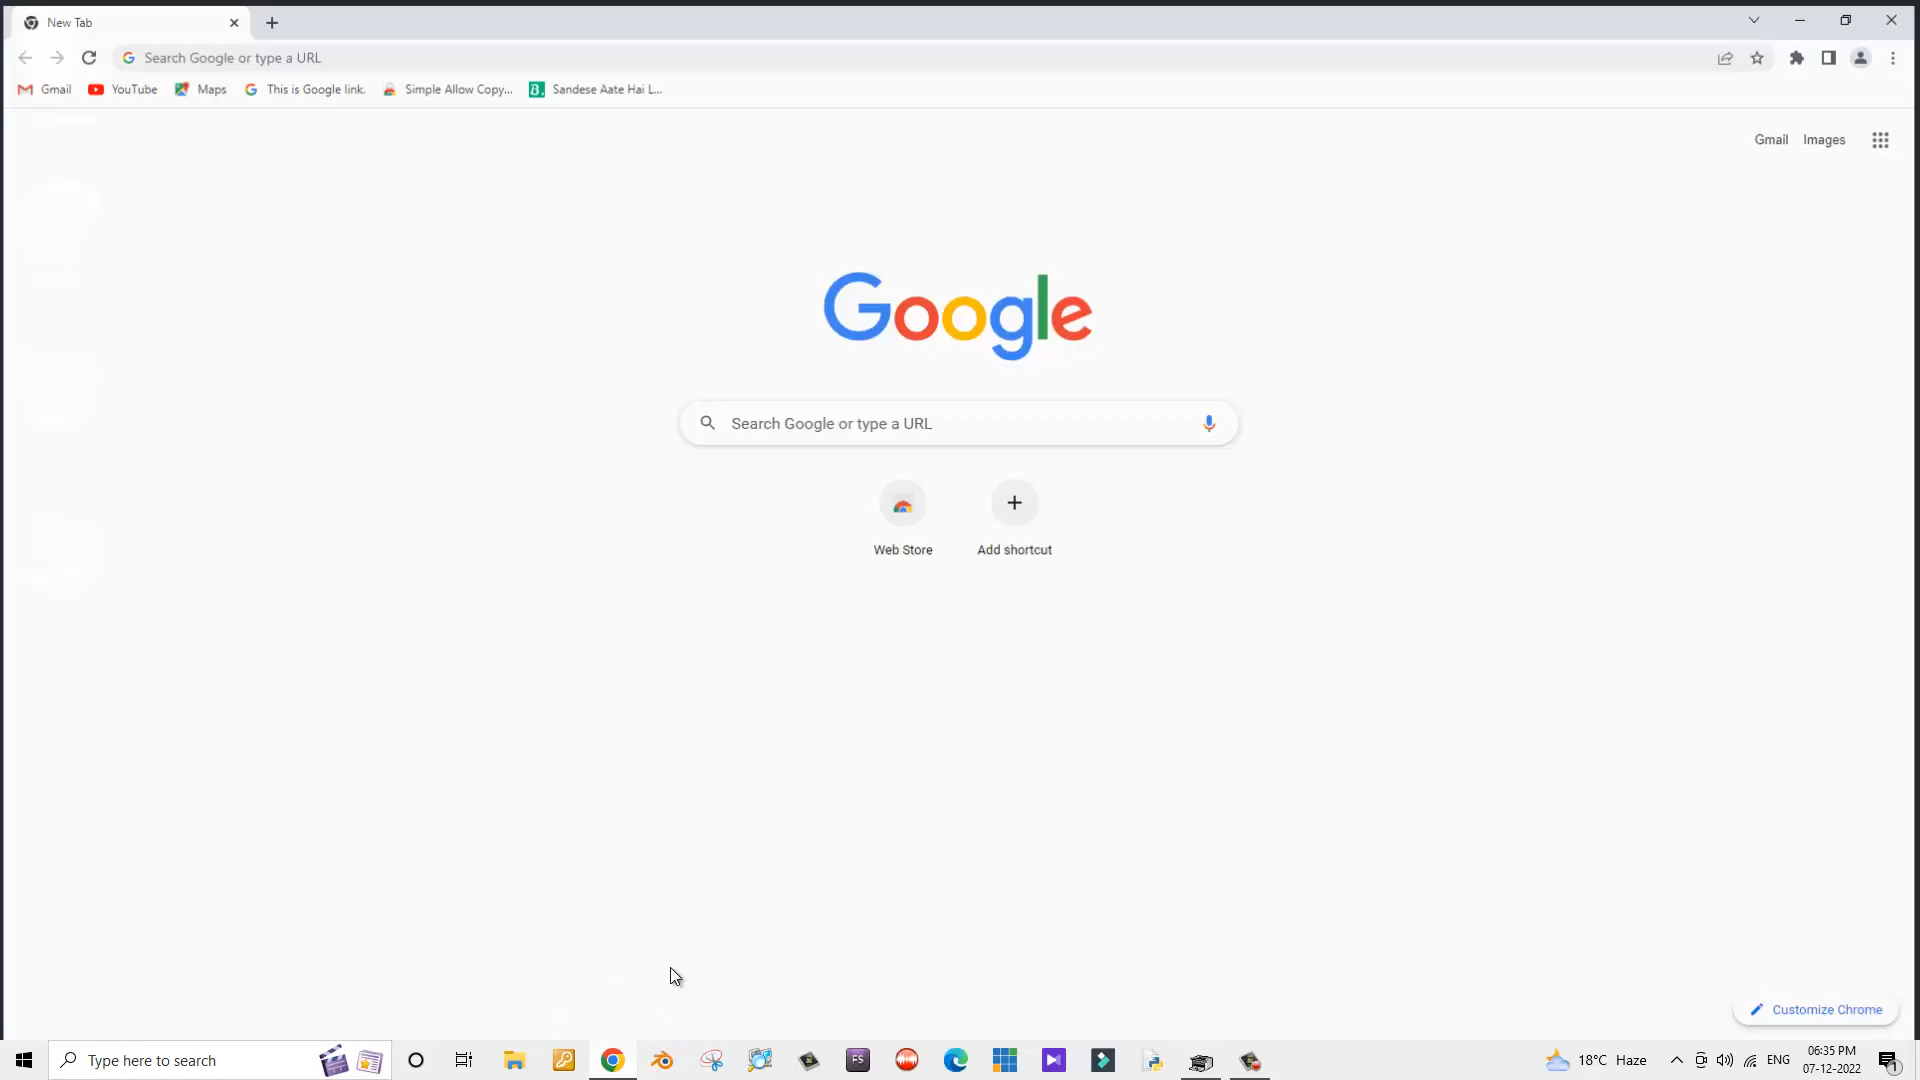 New Tab
Search Google or type a URL
Gmail YouTube Maps This is Google link. Simple Allow Copy... Sandese Aate Hai L...
Gmail Images
Google
Search Google or type a URL
Web Store Add shortcut
Customize Chrome
Type here to search FS 18°C Haze ENG 06:35 PM
07-12-2022 1